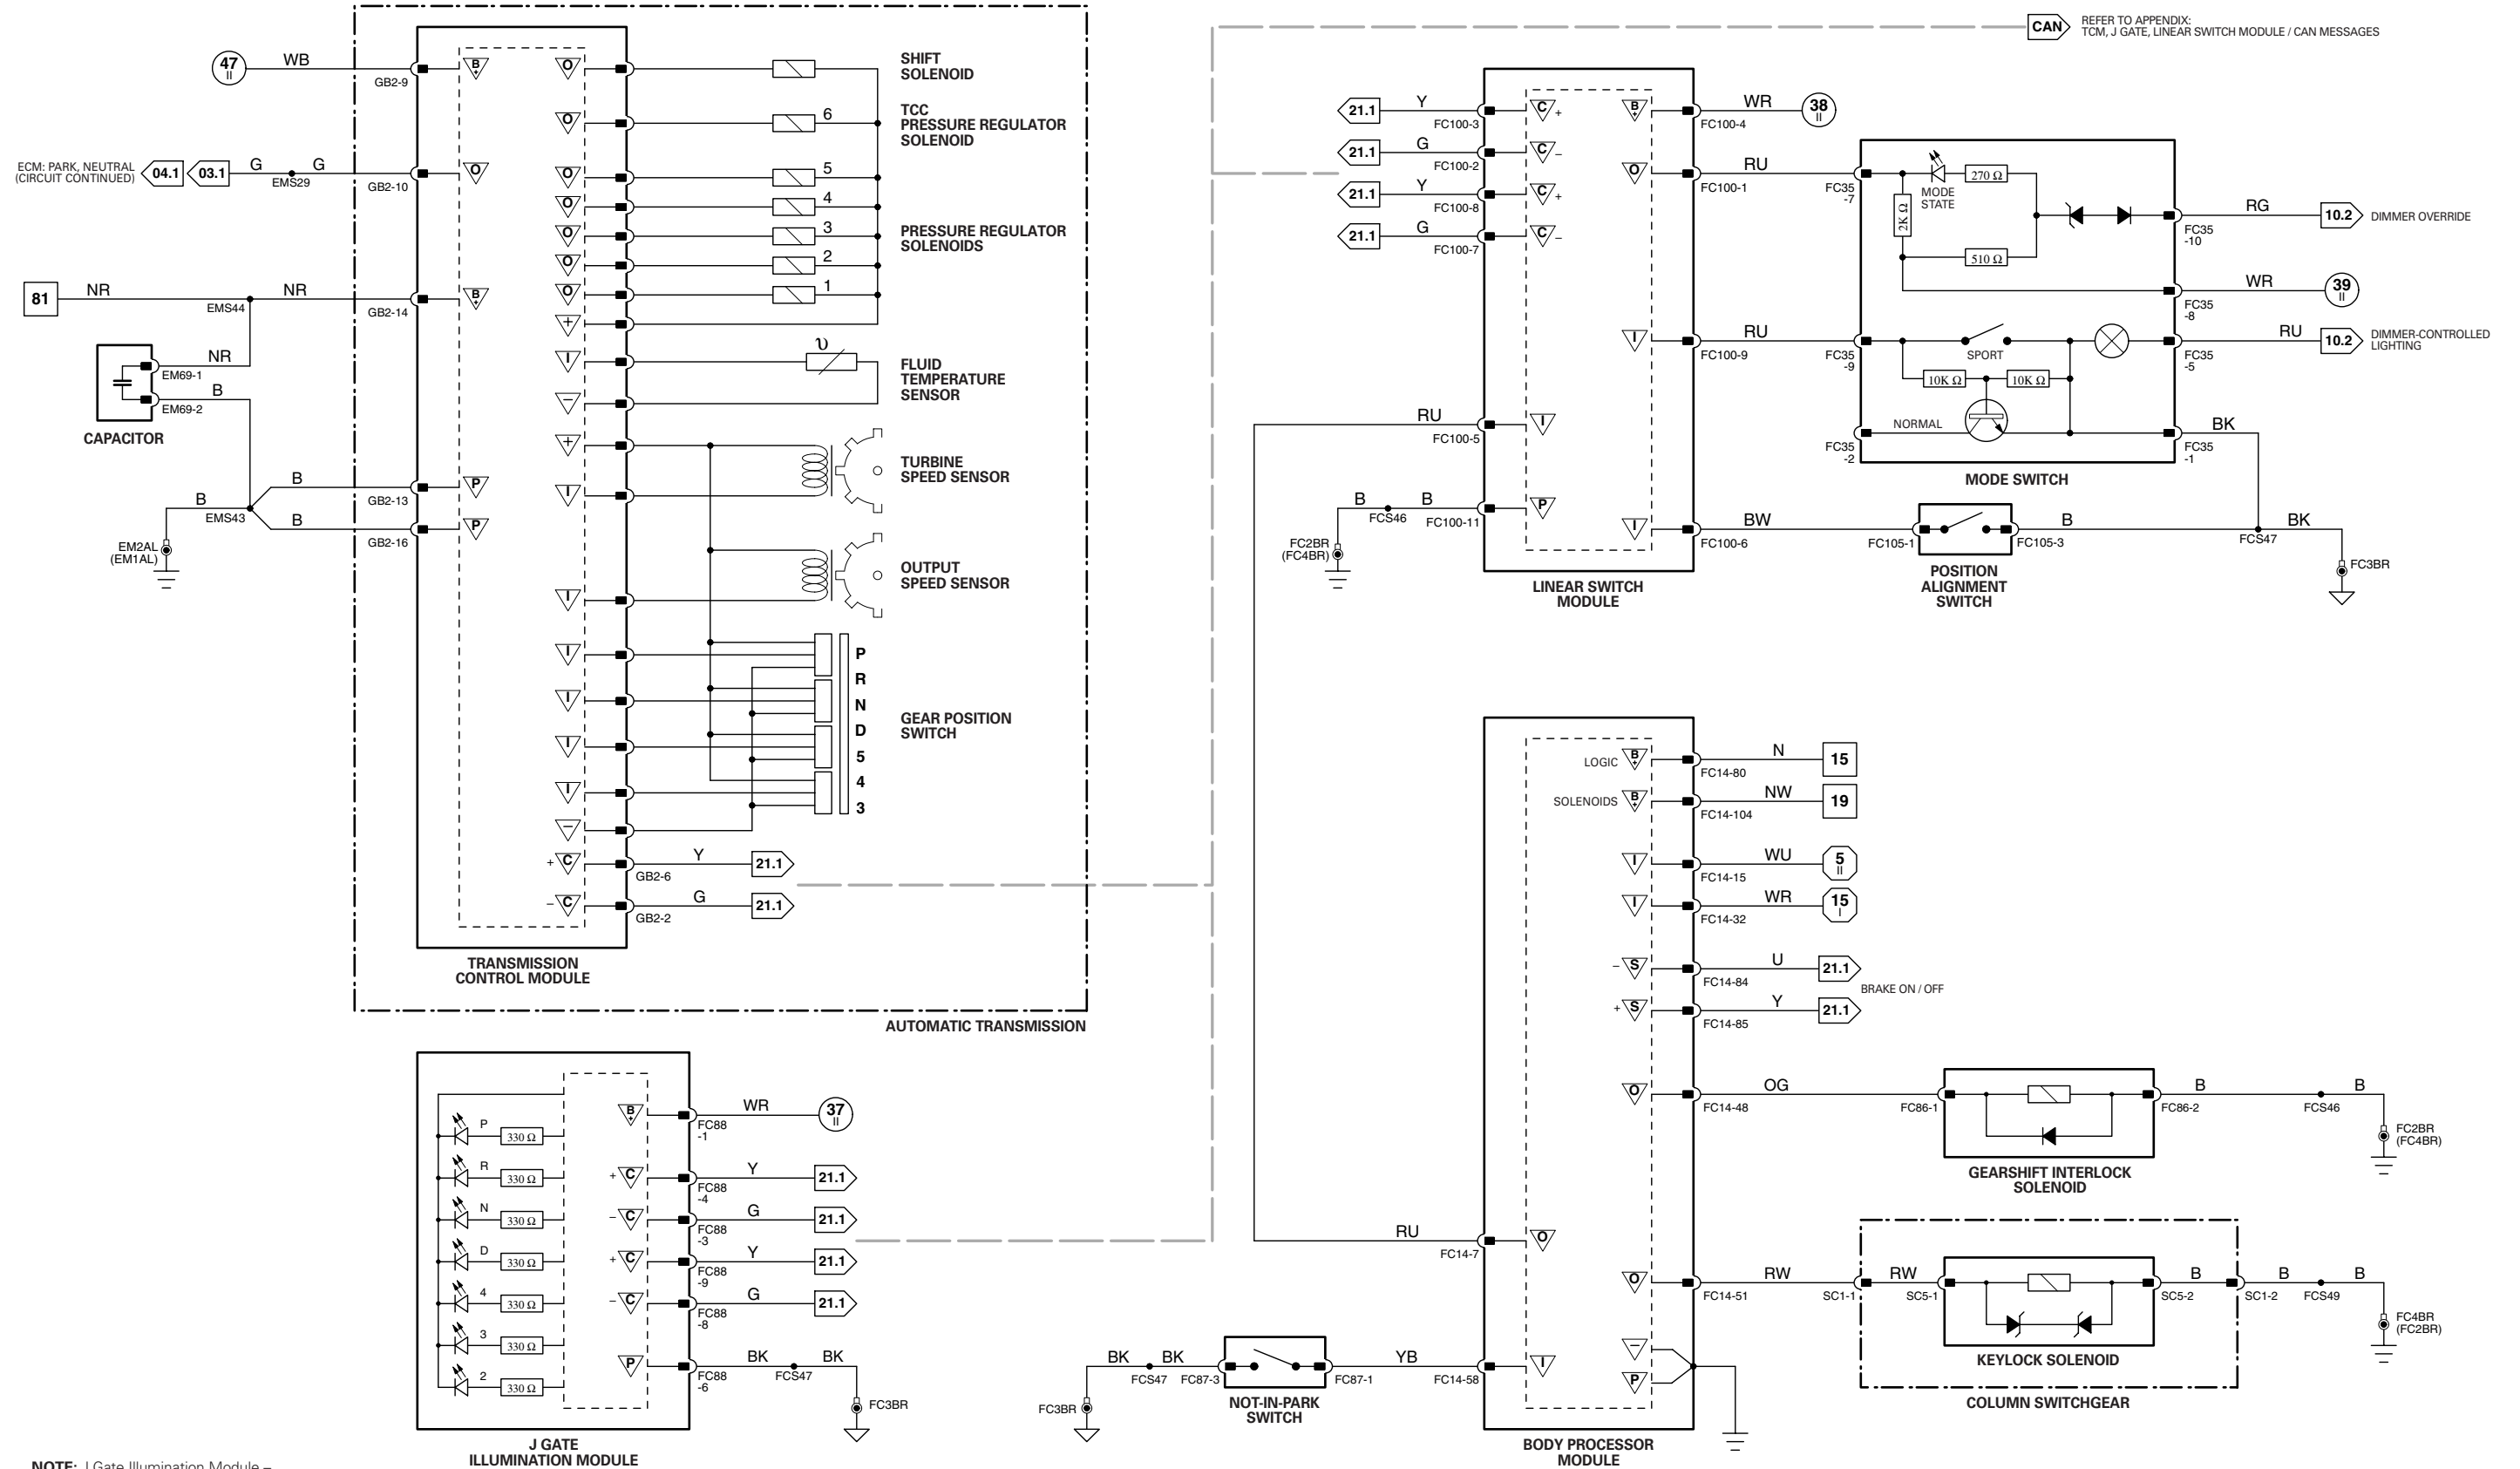 CAN
REFER TO APPENDIX:
TCM, J GATE, LINEAR SWITCH MODULE / CAN MESSAGES
47
II
WB
GB2-9
B
+
O
SHIFT
SOLENOID
O
6
TCC
PRESSURE REGULATOR
SOLENOID
ECM: PARK, NEUTRAL
(CIRCUIT CONTINUED)
04.1
03.1
G
EMS29
G
GB2-10
O
O
5
O
4
O
3
O
2
O
1
PRESSURE REGULATOR
SOLENOIDS
81
NR
EMS44
NR
GB2-14
B
+
+
NR
EM69-1
B
EM69-2
CAPACITOR
I
υ
–
FLUID
TEMPERATURE
SENSOR
+
I
TURBINE
SPEED SENSOR
B
GB2-13
P
B
EMS43
B
GB2-16
P
EM2AL
(EM1AL)
I
OUTPUT
SPEED SENSOR
I
I
I
I
–
P
R
N
D
5
4
3
GEAR POSITION
SWITCH
+
C
Y
21.1
GB2-6
–
C
G
21.1
GB2-2
TRANSMISSION
CONTROL MODULE
AUTOMATIC TRANSMISSION
21.1
Y
FC100-3
C
+
21.1
G
FC100-2
C
–
21.1
Y
FC100-8
C
+
21.1
G
FC100-7
C
–
B
+
WR
38
II
FC100-4
O
RU
FC100-1
FC35
-7
MODE
STATE
270 Ω
2K Ω
510 Ω
RG
FC35
-10
10.2
DIMMER OVERRIDE
WR
39
II
FC35
-8
I
RU
FC100-9
FC35
-9
SPORT
10K Ω
10K Ω
RU
FC35
-5
10.2
DIMMER-CONTROLLED
LIGHTING
NORMAL
FC35
-2
BK
FC35
-1
MODE SWITCH
RU
FC100-5
I
B
FCS46
B
FC100-11
P
FC2BR
(FC4BR)
I
BW
FC100-6
FC105-1
FC105-3
B
FCS47
BK
FC3BR
LINEAR SWITCH
MODULE
POSITION
ALIGNMENT
SWITCH
LOGIC
B
+
N
15
FC14-80
SOLENOIDS
B
+
NW
19
FC14-104
I
WU
5
II
FC14-15
I
WR
15
I
FC14-32
–
S
U
21.1
FC14-84
BRAKE ON / OFF
+
S
Y
21.1
FC14-85
O
OG
FC14-48
FC86-1
FC86-2
B
FCS46
B
FC2BR
(FC4BR)
GEARSHIFT INTERLOCK
SOLENOID
RU
FC14-7
O
O
RW
FC14-51
SC1-1
RW
SC5-1
SC5-2
B
SC1-2
B
FCS49
B
FC4BR
(FC2BR)
KEYLOCK SOLENOID
COLUMN SWITCHGEAR
FC3BR
BK
FCS47
BK
FC87-3
FC87-1
YB
FC14-58
I
–
P
NOT-IN-PARK
SWITCH
BODY PROCESSOR
MODULE
P
330 Ω
R
330 Ω
N
330 Ω
D
330 Ω
4
330 Ω
3
330 Ω
2
330 Ω
B
+
WR
37
II
FC88
-1
+
C
Y
21.1
FC88
-4
–
C
G
21.1
FC88
-3
+
C
Y
21.1
FC88
-9
–
C
G
21.1
FC88
-8
P
BK
FC88
-6
FCS47
BK
FC3BR
J GATE
ILLUMINATION MODULE
NOTE: J Gate Illumination Module –